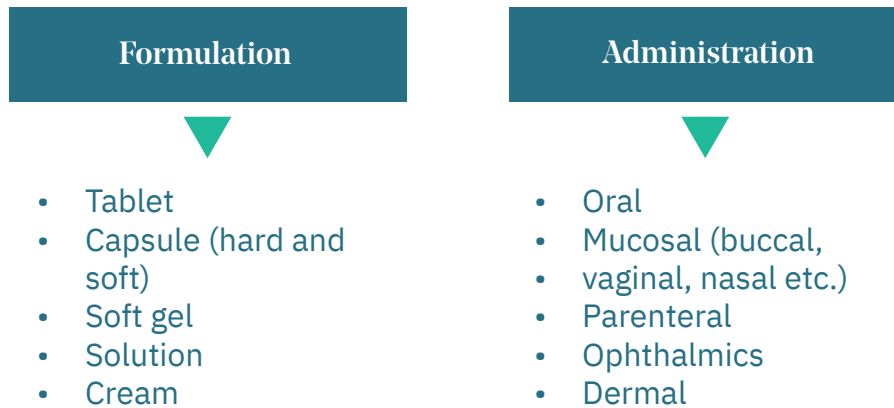 Formulation
• Tablet
• Capsule (hard and
soft)
• Soft gel
• Solution
• Cream
Administration
• Oral
• Mucosal (buccal,
• vaginal, nasal etc.)
• Parenteral
• Ophthalmics
• Dermal